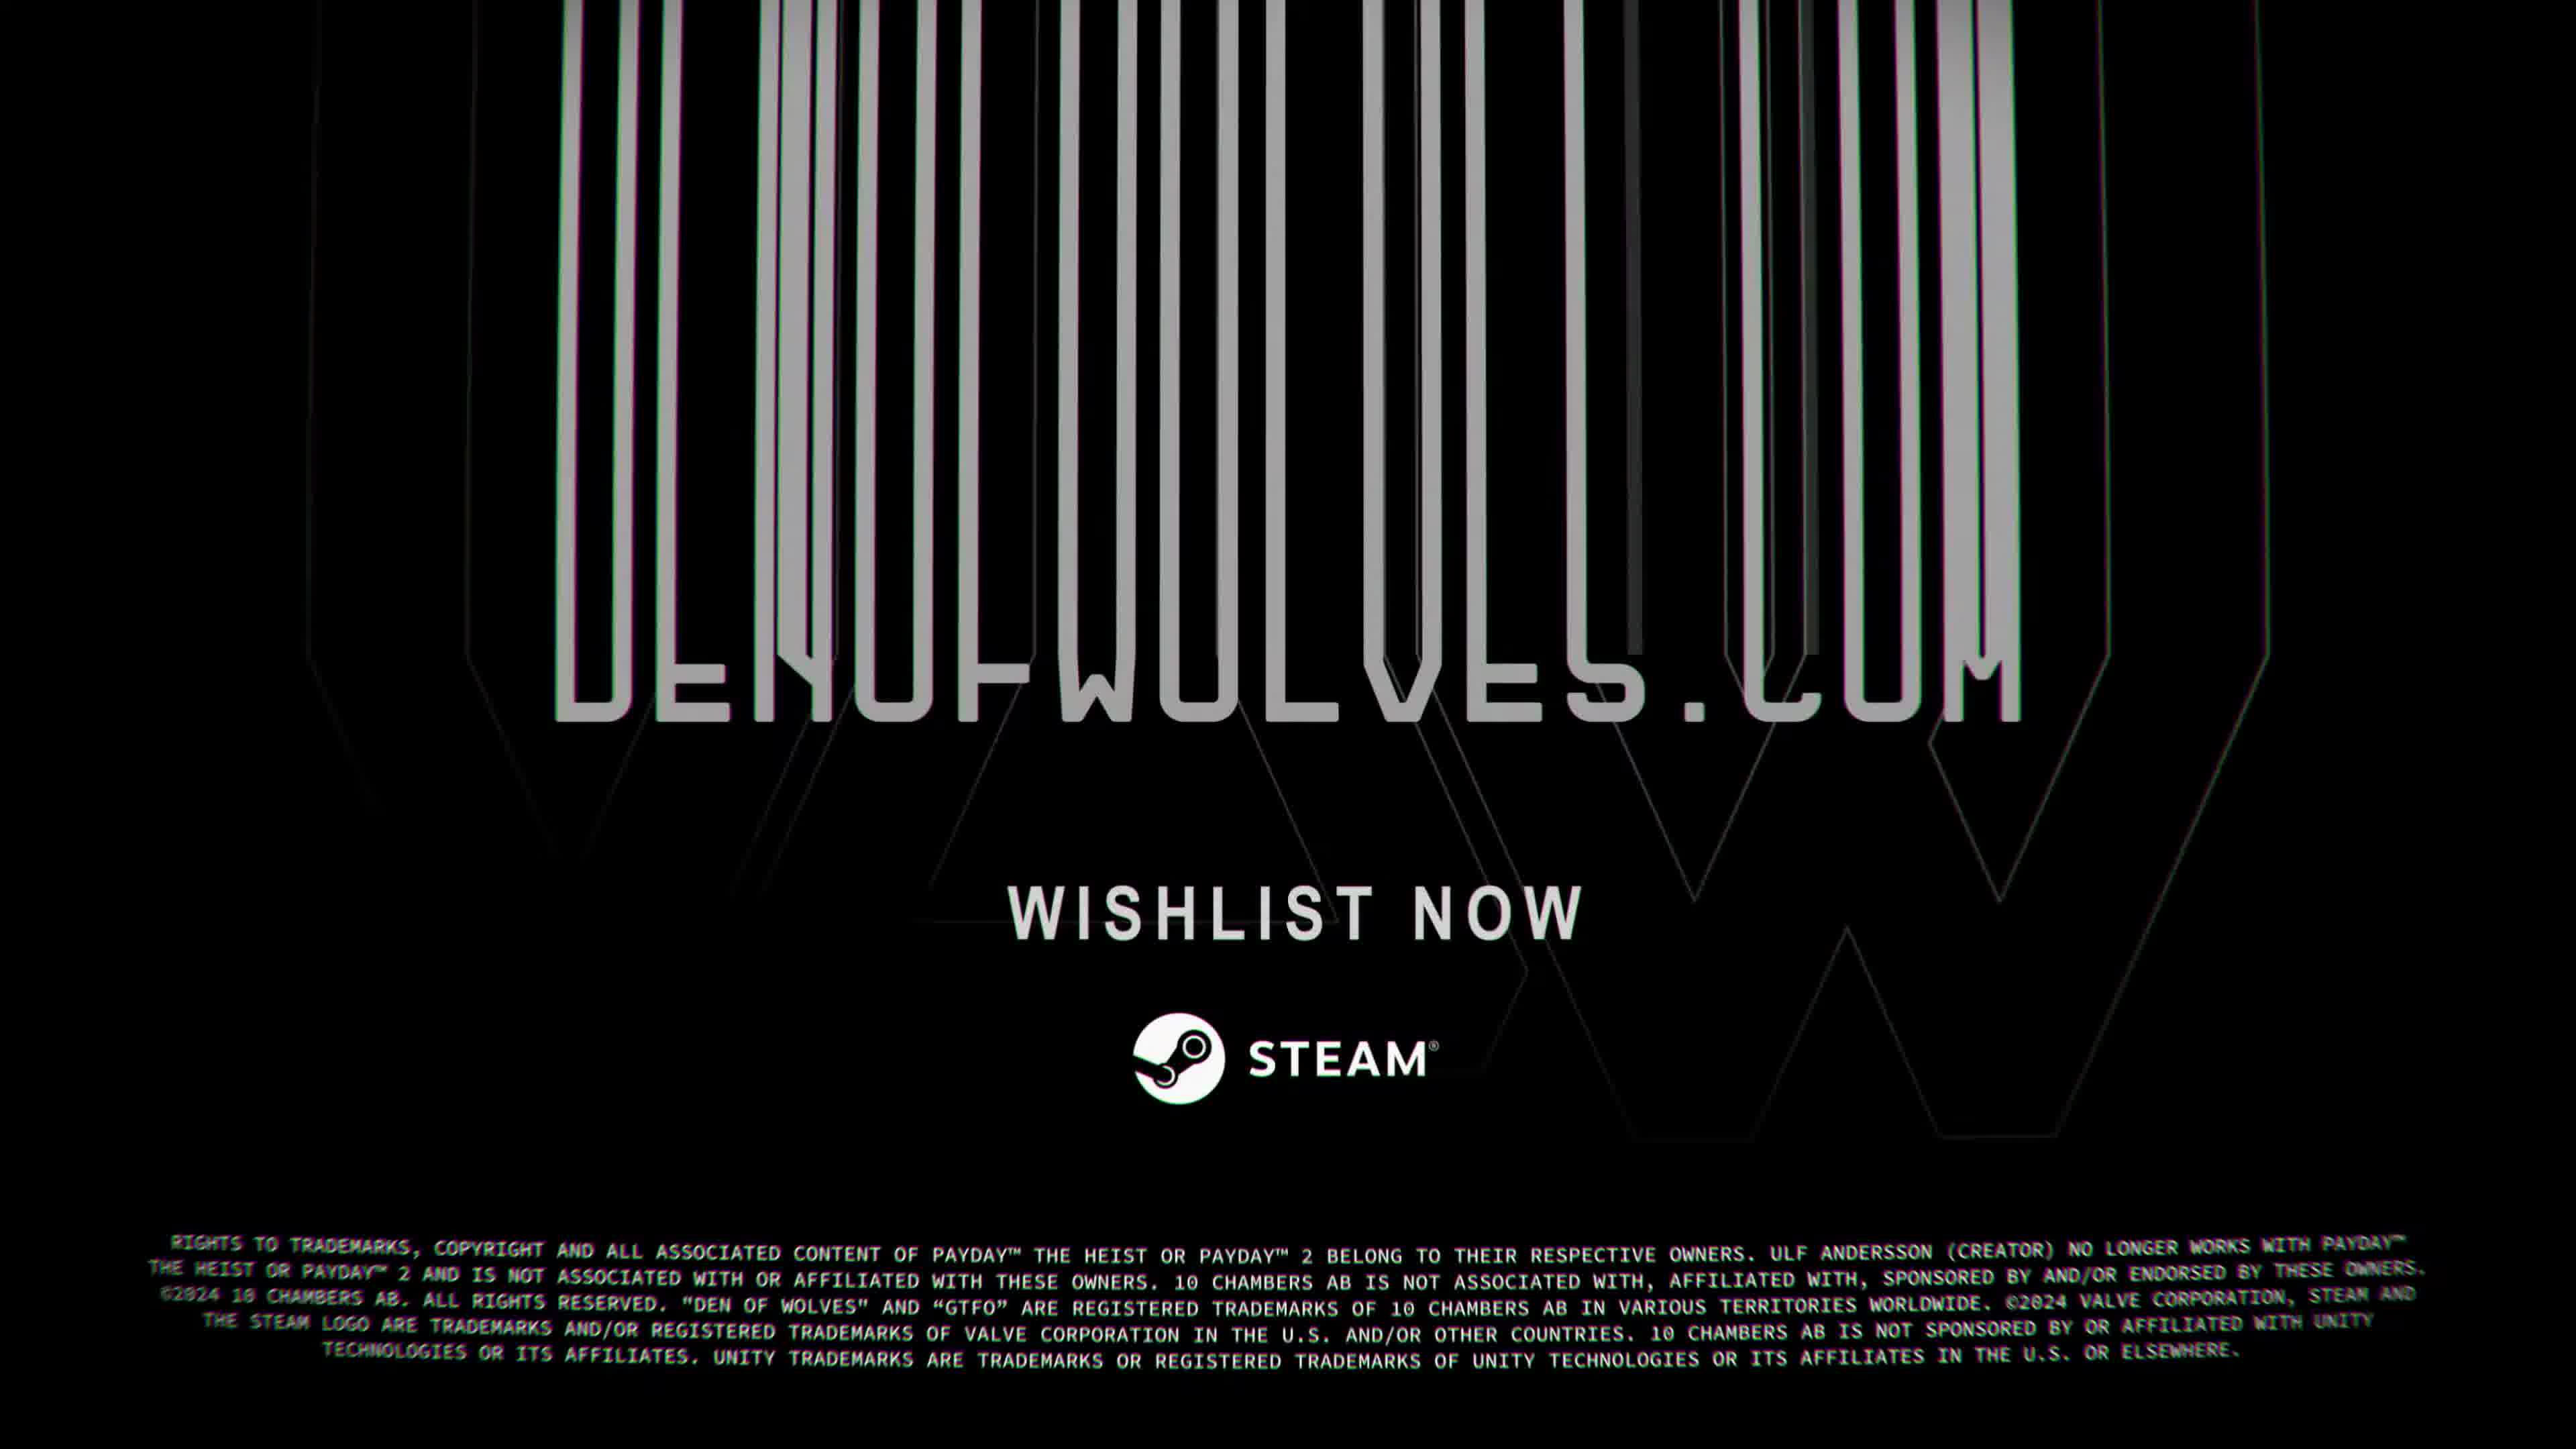 DENOFWOLVES.COM
WISHLIST NOW
STEAM®
RIGHTS TO TRADEMARKS, COPYRIGHT AND ALL ASSOCIATED CONTENT OF PAYDAY™ THE HEIST OR PAYDAY™ 2 BELONG TO THEIR RESPECTIVE OWNERS. ULF ANDERSSON (CREATOR) NO LONGER WORKS WITH PAYDAY™
THE HEIST OR PAYDAY™ 2 AND IS NOT ASSOCIATED WITH OR AFFILIATED WITH THESE OWNERS. 10 CHAMBERS AB IS NOT ASSOCIATED WITH, AFFILIATED WITH, SPONSORED BY AND/OR ENDORSED BY THESE OWNERS.
©2024 10 CHAMBERS AB. ALL RIGHTS RESERVED. “DEN OF WOLVES” AND “GTFO” ARE REGISTERED TRADEMARKS OF 10 CHAMBERS AB IN VARIOUS TERRITORIES WORLDWIDE. ©2024 VALVE CORPORATION, STEAM AND
THE STEAM LOGO ARE TRADEMARKS AND/OR REGISTERED TRADEMARKS OF VALVE CORPORATION IN THE U.S. AND/OR OTHER COUNTRIES. 10 CHAMBERS AB IS NOT SPONSORED BY OR AFFILIATED WITH UNITY
TECHNOLOGIES OR ITS AFFILIATES. UNITY TRADEMARKS ARE TRADEMARKS OR REGISTERED TRADEMARKS OF UNITY TECHNOLOGIES OR ITS AFFILIATES IN THE U.S. OR ELSEWHERE.